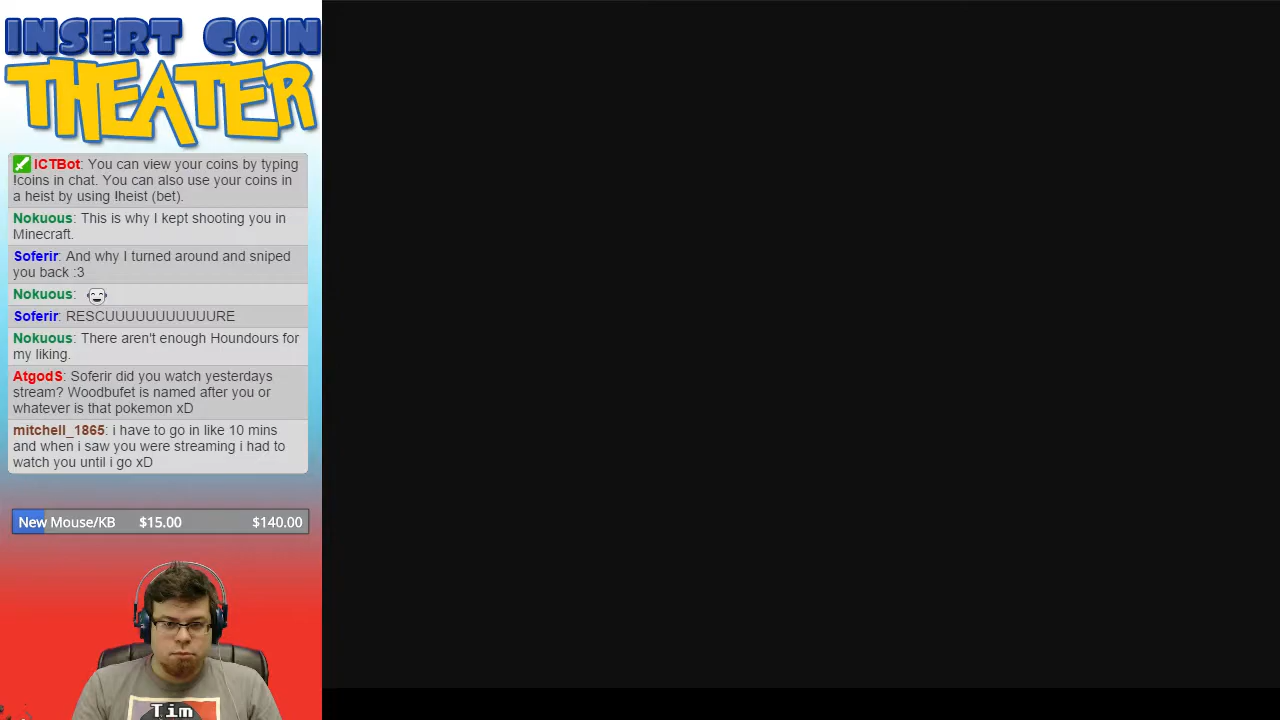 INSERT COIN
THEATER
ICTBot: You can view your coins by typing
!coins in chat. You can also use your coins in
a heist by using !heist (bet).
Nokuous: This is why I kept shooting you in
Minecraft.
Soferir: And why I turned around and sniped
you back :3
Nokuous:
Soferir: RESCUUUUUUUUUUURE
Nokuous: There aren't enough Houndours for
my liking.
AtgodS: Soferir did you watch yesterdays
stream? Woodbufet is named after you or
whatever is that pokemon xD
mitchell_1865: i have to go in like 10 mins
and when i saw you were streaming i had to
watch you until i go xD
New Mouse/KB $15.00 $140.00
Tim